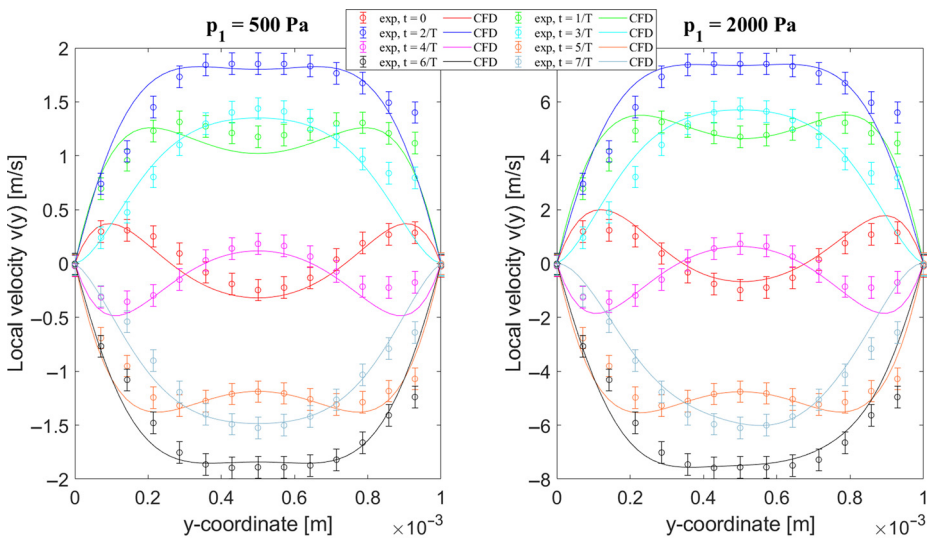 p1 = 500 Pa
p1 = 2000 Pa
exp, t = 0 CFD exp, t = 1/T CFD
exp, t = 2/T CFD exp, t = 3/T CFD
exp, t = 4/T CFD exp, t = 5/T CFD
exp, t = 6/T CFD exp, t = 7/T CFD
Local velocity v(y) [m/s]
2
1.5
1
0.5
0
−0.5
−1
−1.5
−2
0 0.2 0.4 0.6 0.8 1
y-coordinate [m]
×10⁻³
Local velocity v(y) [m/s]
8
6
4
2
0
−2
−4
−6
−8
0 0.2 0.4 0.6 0.8 1
y-coordinate [m]
×10⁻³